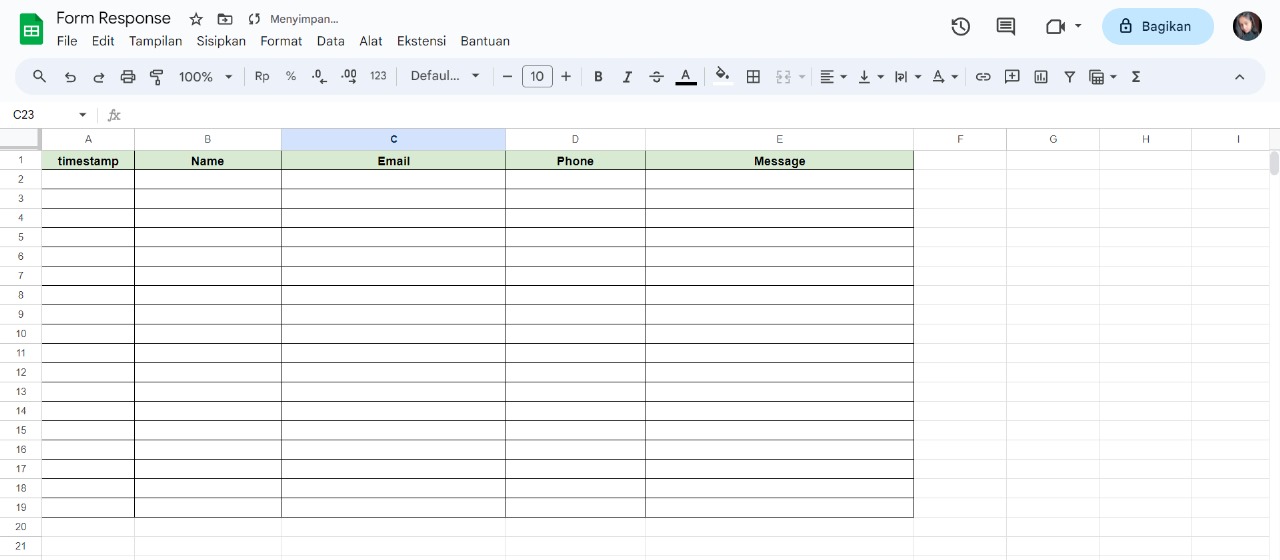 Form Response Menyimpan...
File Edit Tampilan Sisipkan Format Data Alat Ekstensi Bantuan
Bagikan
100% Rp % .0 .00 123 Defaul... 10 B I A
C23 fx
A B C D E F G H I
1 timestamp Name Email Phone Message
2
3
4
5
6
7
8
9
10
11
12
13
14
15
16
17
18
19
20
21